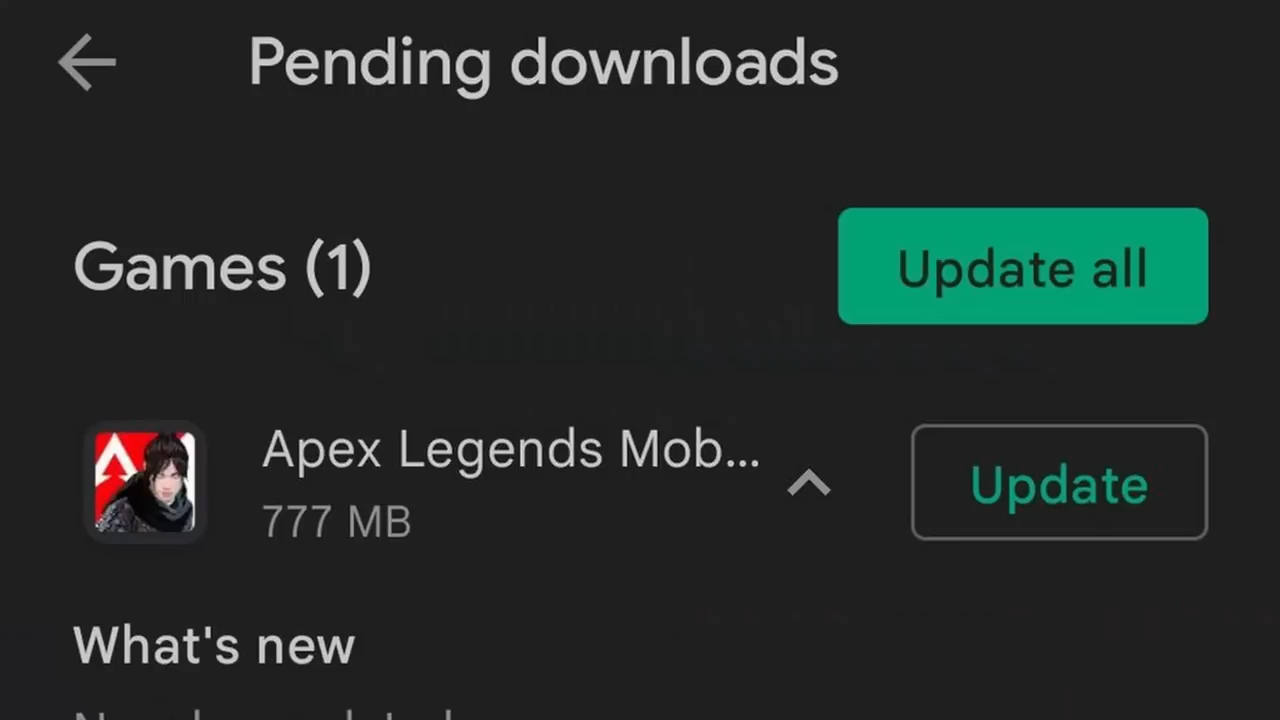 Pending downloads
Games (1)
Update all
Apex Legends Mob...
777 MB
Update
What's new